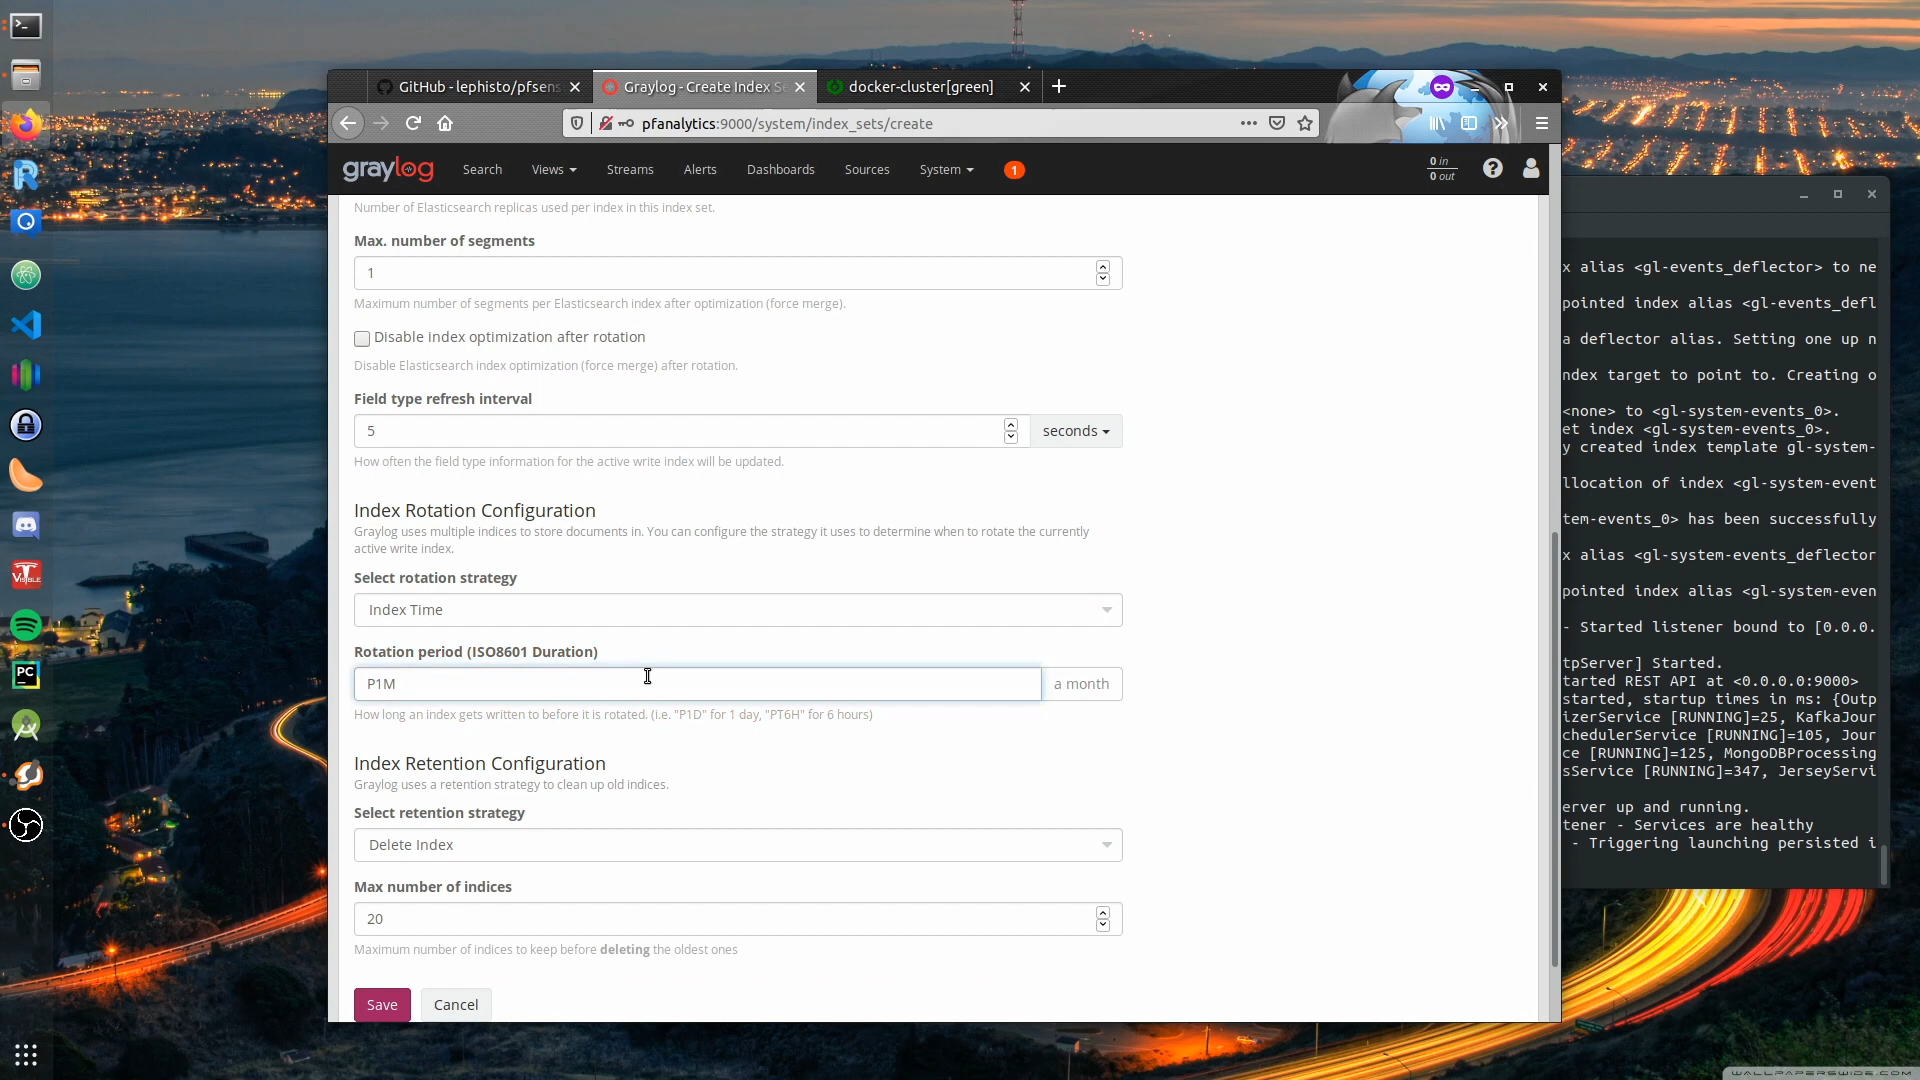 GitHub - lephisto/pfsens
Graylog - Create Index Se
docker-cluster[green]
pfanalytics:9000/system/index_sets/create
graylog
Search
Views
Streams
Alerts
Dashboards
Sources
System
1
0 in
0 out
Number of Elasticsearch replicas used per index in this index set.
Max. number of segments
1
Maximum number of segments per Elasticsearch index after optimization (force merge).
Disable index optimization after rotation
Disable Elasticsearch index optimization (force merge) after rotation.
Field type refresh interval
5
seconds
How often the field type information for the active write index will be updated.
Index Rotation Configuration
Graylog uses multiple indices to store documents in. You can configure the strategy it uses to determine when to rotate the currently
active write index.
Select rotation strategy
Index Time
Rotation period (ISO8601 Duration)
P1M
a month
How long an index gets written to before it is rotated. (i.e. "P1D" for 1 day, "PT6H" for 6 hours)
Index Retention Configuration
Graylog uses a retention strategy to clean up old indices.
Select retention strategy
Delete Index
Max number of indices
20
Maximum number of indices to keep before deleting the oldest ones
Save
Cancel
x alias <gl-events_deflector> to ne
pointed index alias <gl-events_defl
a deflector alias. Setting one up n
ndex target to point to. Creating o
<none> to <gl-system-events_0>.
et index <gl-system-events_0>.
y created index template gl-system-
llocation of index <gl-system-event
tem-events_0> has been successfully
x alias <gl-system-events_deflector
pointed index alias <gl-system-even
- Started listener bound to [0.0.0.
tpServer] Started.
tarted REST API at <0.0.0.0:9000>
started, startup times in ms: {Outp
izerService [RUNNING]=25, KafkaJour
chedulerService [RUNNING]=105, Jour
ce [RUNNING]=125, MongoDBProcessing
sService [RUNNING]=347, JerseyServi
erver up and running.
tener - Services are healthy
- Triggering launching persisted i
VISIBLE
PC
WALLPAPERSWIDE.COM